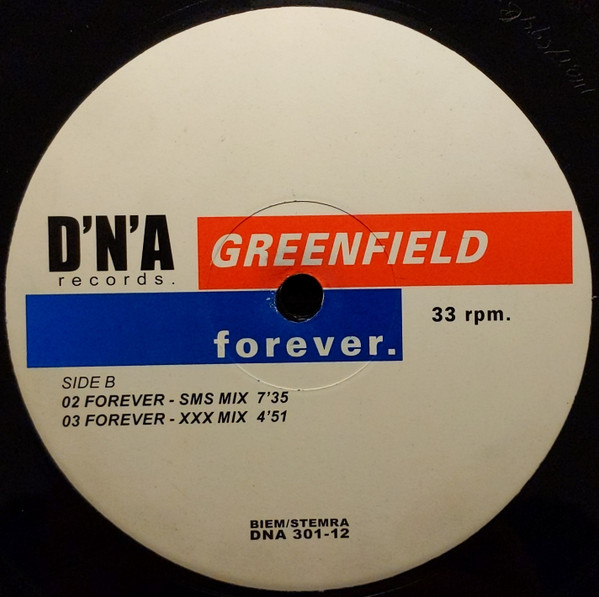 D'N'A
records.
GREENFIELD
forever.
33 rpm.
SIDE B
02 FOREVER - SMS MIX 7'35
03 FOREVER - XXX MIX 4'51
BIEM/STEMRA
DNA 301-12